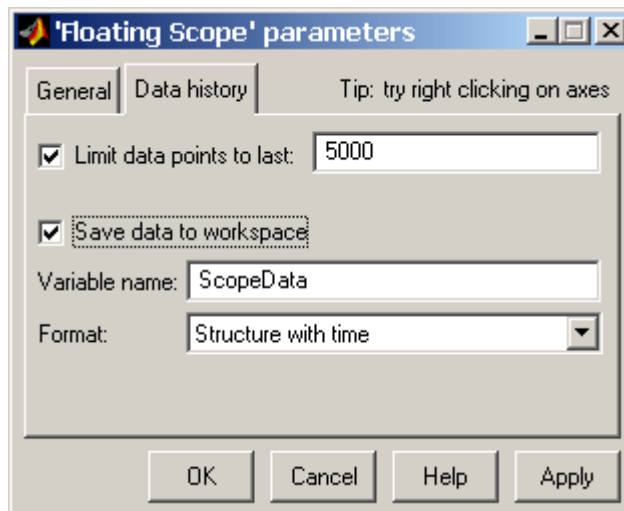 'Floating Scope' parameters
General Data history Tip: try right clicking on axes
Limit data points to last: 5000
Save data to workspace
Variable name: ScopeData
Format: Structure with time
OK Cancel Help Apply